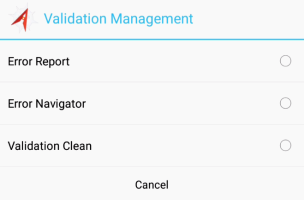 Validation Management
Error Report
Error Navigator
Validation Clean
Cancel